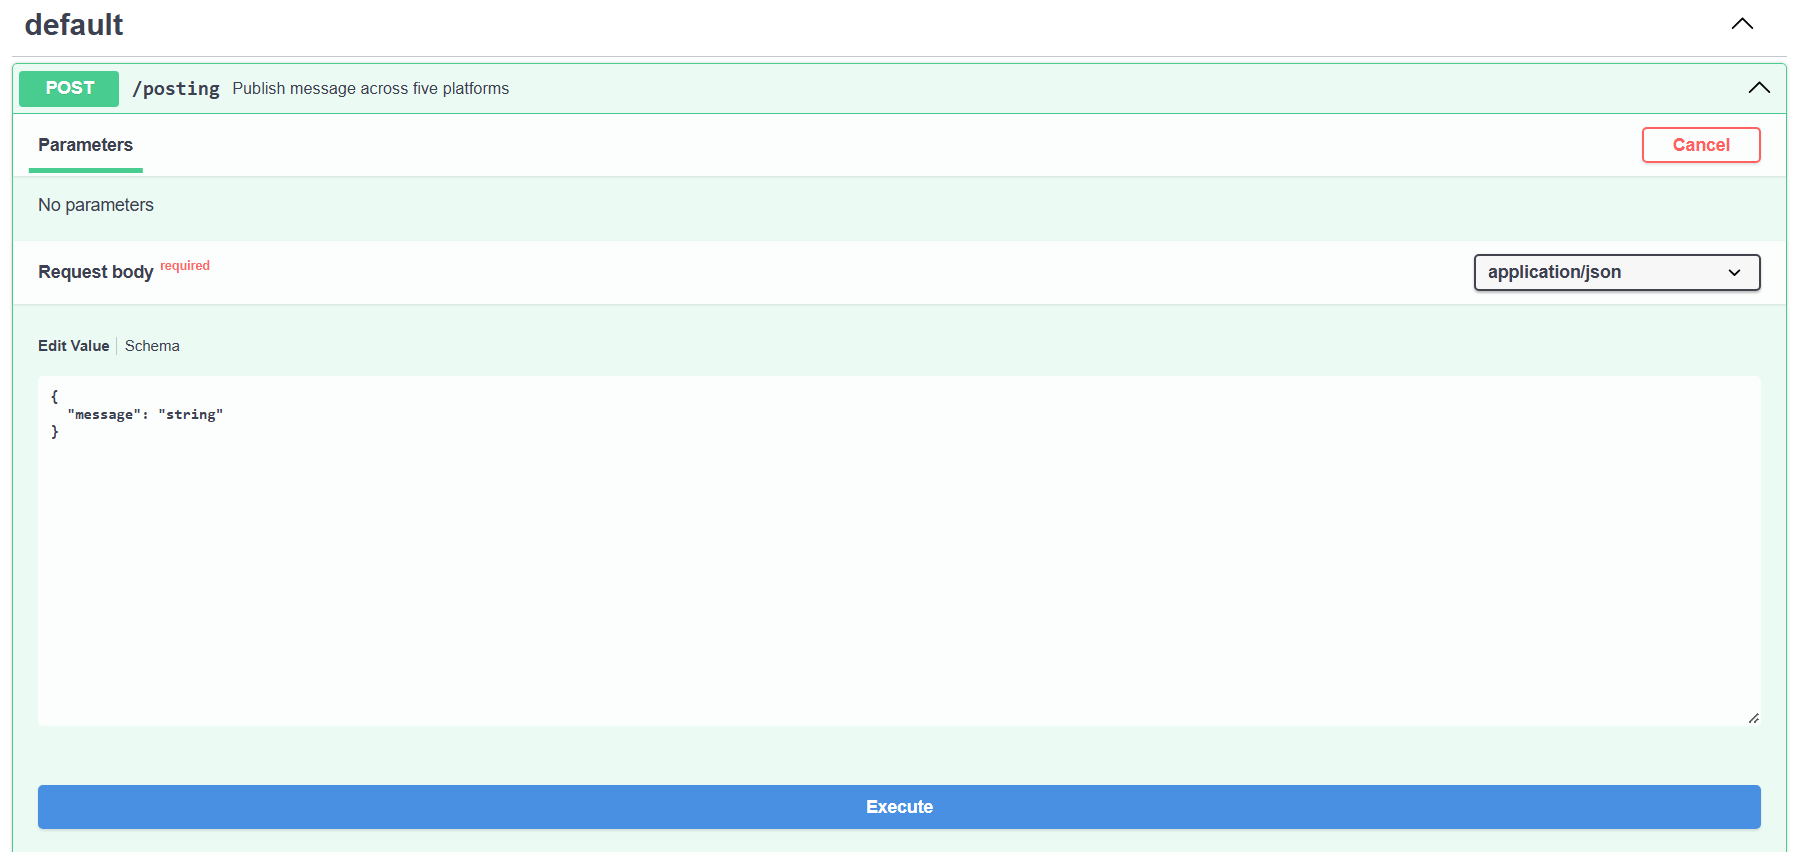 default
POST /posting Publish message across five platforms
Parameters
Cancel
No parameters
Request body required
application/json
Edit Value Schema
{
"message": "string"
}
Execute